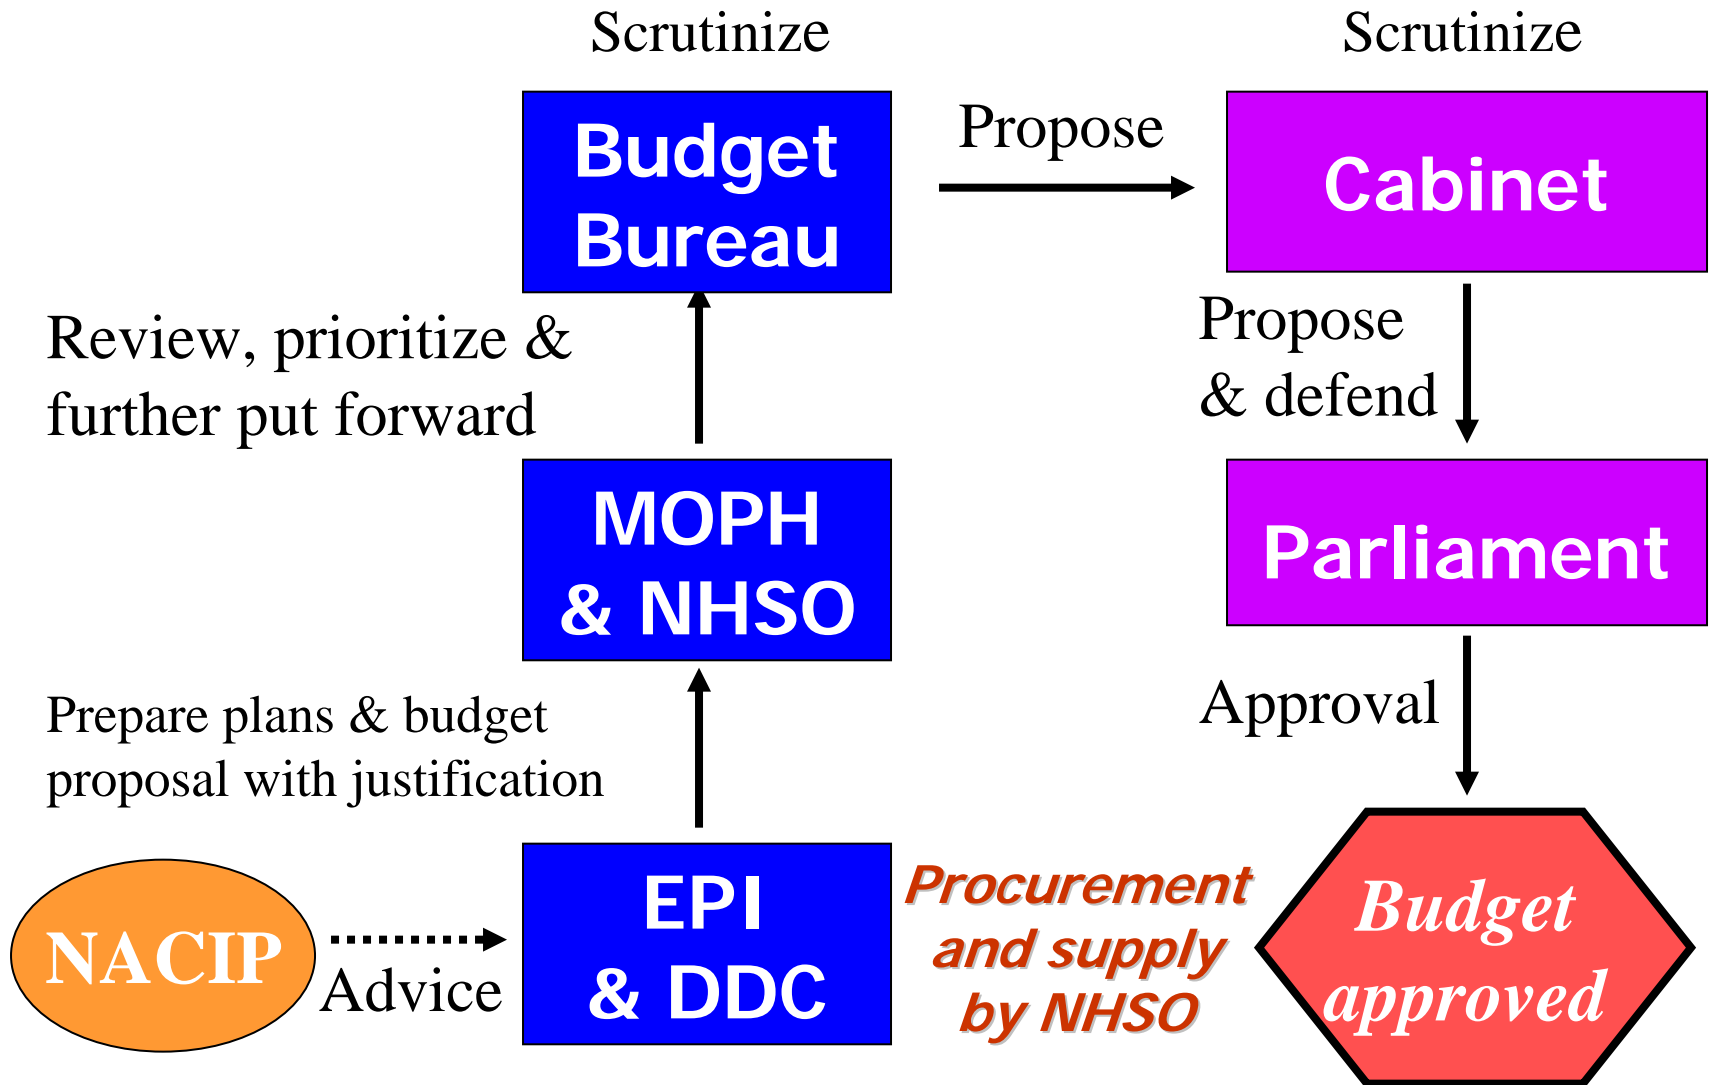 Scrutinize
Scrutinize
Budget
Bureau
Propose
Cabinet
Review, prioritize &
further put forward
Propose
& defend
MOPH
& NHSO
Parliament
Prepare plans & budget
proposal with justification
Approval
NACIP
Advice
EPI
& DDC
Procurement
and supply
by NHSO
Budget
approved